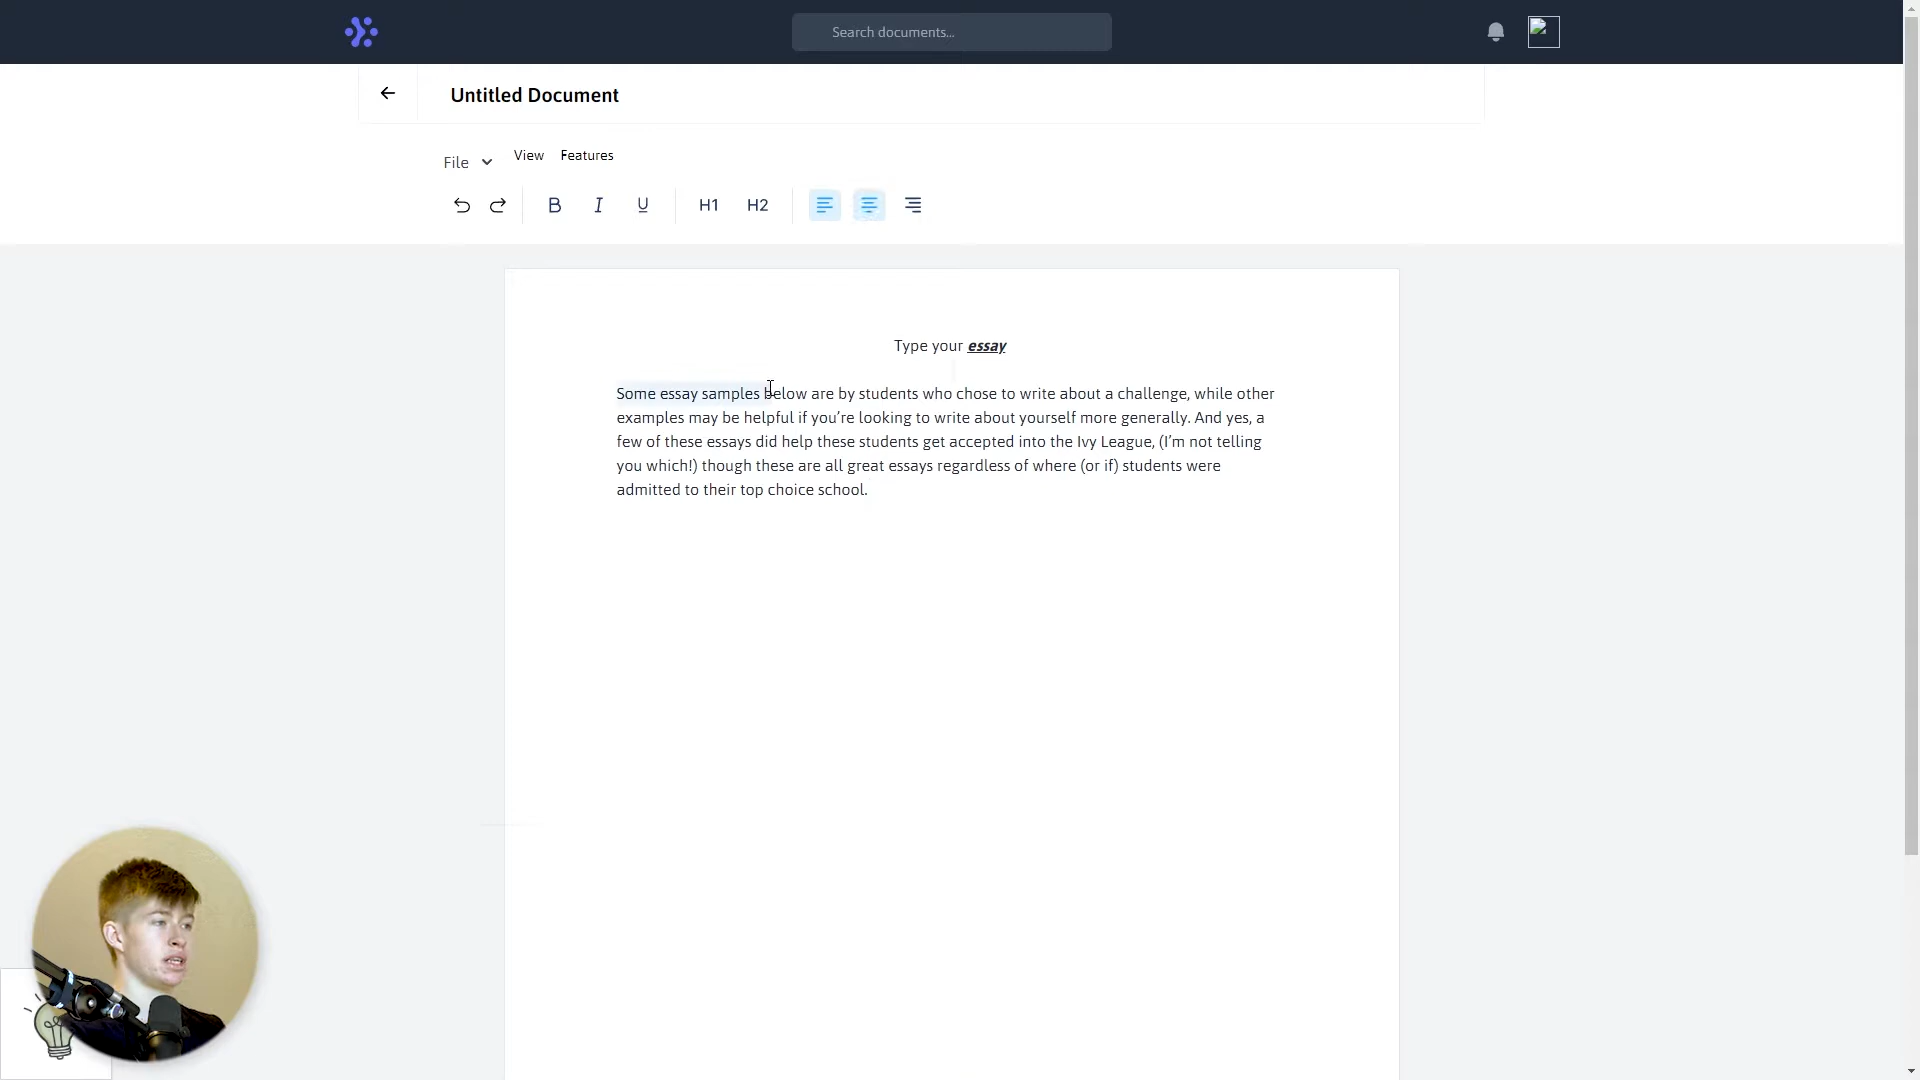 Search documents...
Untitled Document
File View Features
B I U H1 H2
Type your essay
Some essay samples below are by students who chose to write about a challenge, while other
examples may be helpful if you’re looking to write about yourself more generally. And yes, a
few of these essays did help these students get accepted into the Ivy League, (I’m not telling
you which!) though these are all great essays regardless of where (or if) students were
admitted to their top choice school.